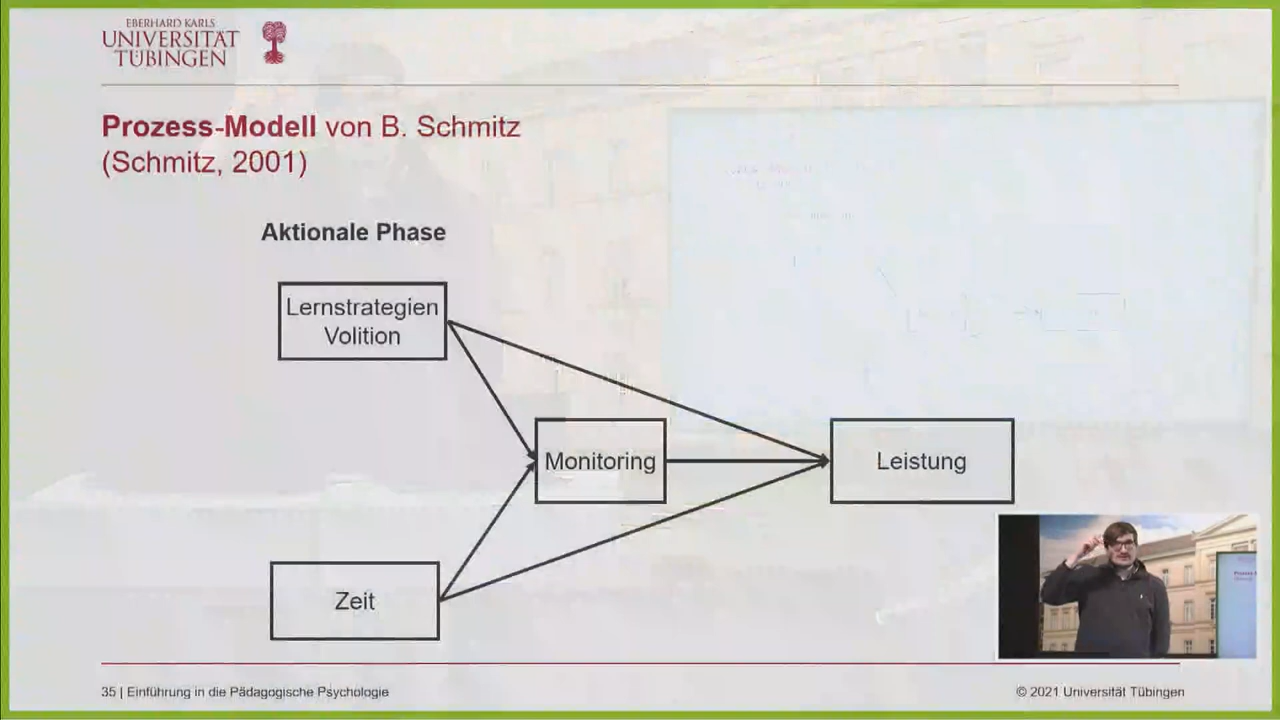 EBERHARD KARLS
UNIVERSITÄT
TÜBINGEN
Prozess-Modell von B. Schmitz
(Schmitz, 2001)
Aktionale Phase
Lernstrategien
Volition
Monitoring
Leistung
Zeit
35 | Einführung in die Pädagogische Psychologie
© 2021 Universität Tübingen